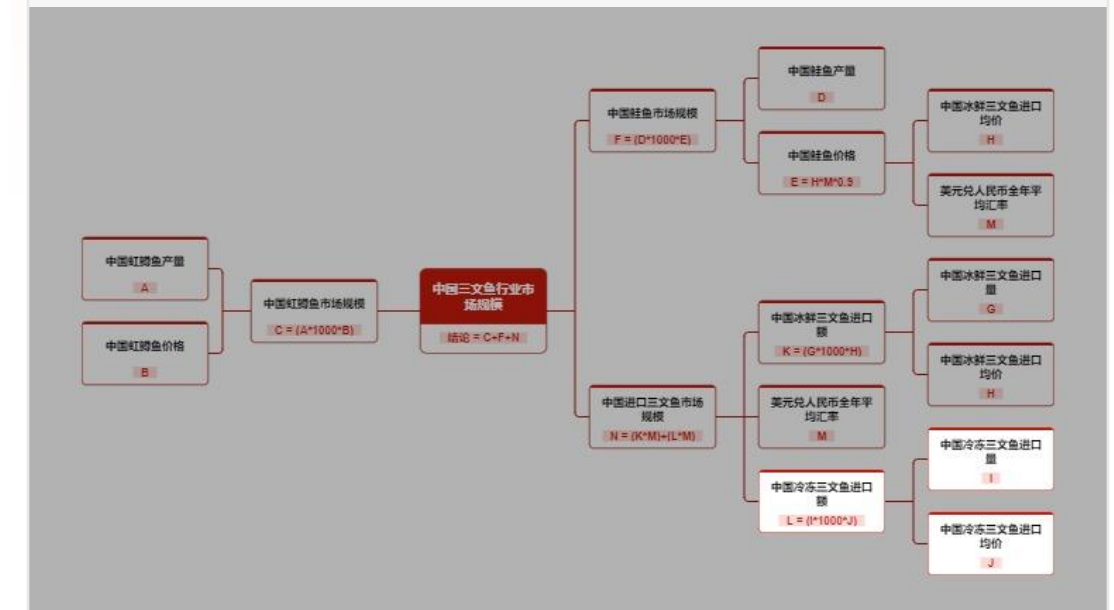 中国鲑鱼产量
D
中国鲑鱼市场规模
F = (D*1000*E)
中国冰鲜三文鱼进口
均价
H
中国鲑鱼价格
E = H*M*0.9
美元兑人民币全年平
均汇率
M
中国虹鳟鱼产量
A
中国虹鳟鱼市场规模
C = (A*1000*B)
中国虹鳟鱼价格
B
中国三文鱼行业市
场规模
结论 = C+F+N
中国冰鲜三文鱼进口
量
G
中国冰鲜三文鱼进口
额
K = (G*1000*H)
中国冰鲜三文鱼进口
均价
H
中国进口三文鱼市场
规模
N = (K*M)+(L*M)
美元兑人民币全年平
均汇率
M
中国冷冻三文鱼进口
量
I
中国冷冻三文鱼进口
额
L = (I*1000*J)
中国冷冻三文鱼进口
均价
J